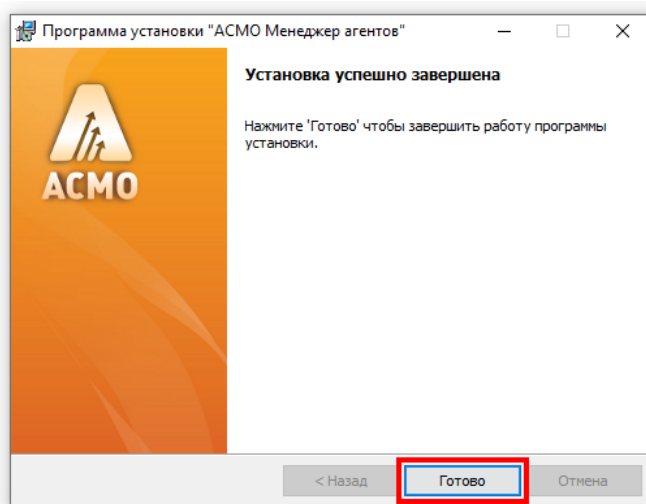 Программа установки "АСМО Менеджер агентов"
Установка успешно завершена
Нажмите 'Готово' чтобы завершить работу программы
установки.
АСМО
< Назад
Готово
Отмена